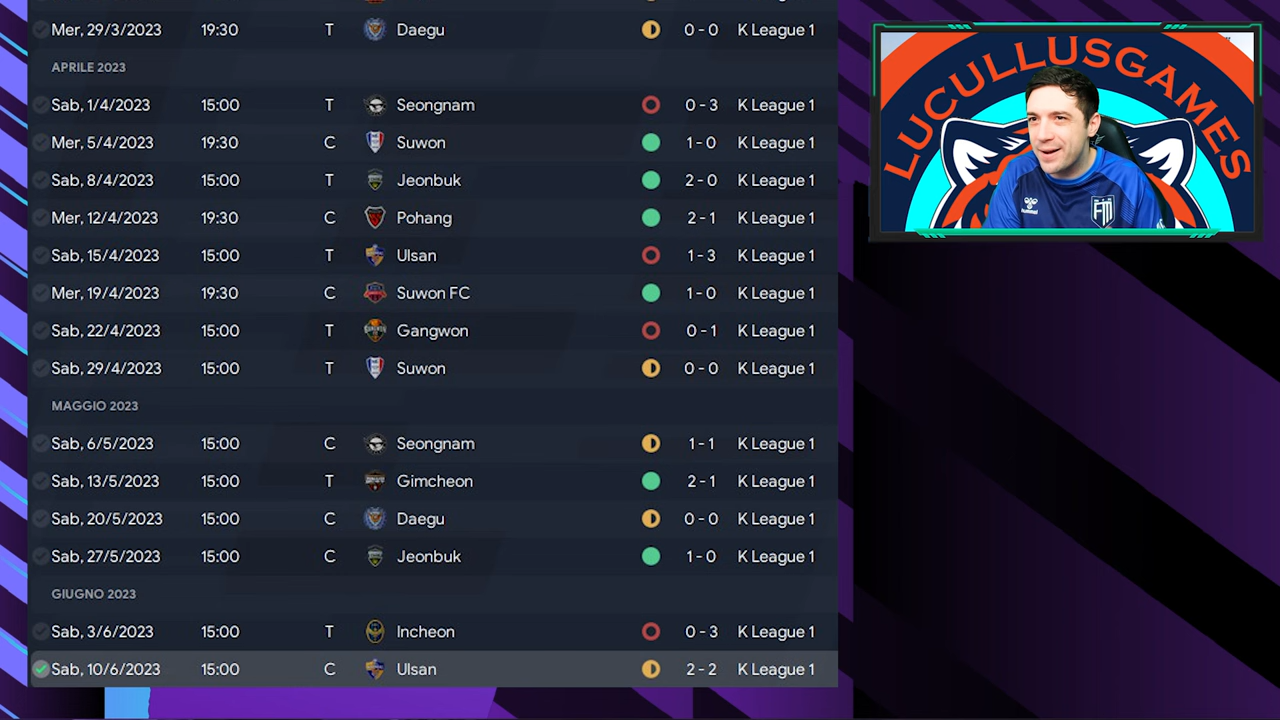 Mer, 29/3/2023 19:30 T Daegu 0 - 0 K League 1
APRILE 2023
Sab, 1/4/2023 15:00 T Seongnam 0 - 3 K League 1
Mer, 5/4/2023 19:30 C Suwon 1 - 0 K League 1
Sab, 8/4/2023 15:00 T Jeonbuk 2 - 0 K League 1
Mer, 12/4/2023 19:30 C Pohang 2 - 1 K League 1
Sab, 15/4/2023 15:00 T Ulsan 1 - 3 K League 1
Mer, 19/4/2023 19:30 C Suwon FC 1 - 0 K League 1
Sab, 22/4/2023 15:00 T Gangwon 0 - 1 K League 1
Sab, 29/4/2023 15:00 T Suwon 0 - 0 K League 1
MAGGIO 2023
Sab, 6/5/2023 15:00 C Seongnam 1 - 1 K League 1
Sab, 13/5/2023 15:00 T Gimcheon 2 - 1 K League 1
Sab, 20/5/2023 15:00 C Daegu 0 - 0 K League 1
Sab, 27/5/2023 15:00 C Jeonbuk 1 - 0 K League 1
GIUGNO 2023
Sab, 3/6/2023 15:00 T Incheon 0 - 3 K League 1
Sab, 10/6/2023 15:00 C Ulsan 2 - 2 K League 1
LUCULLUSGAMES
hummel
FM